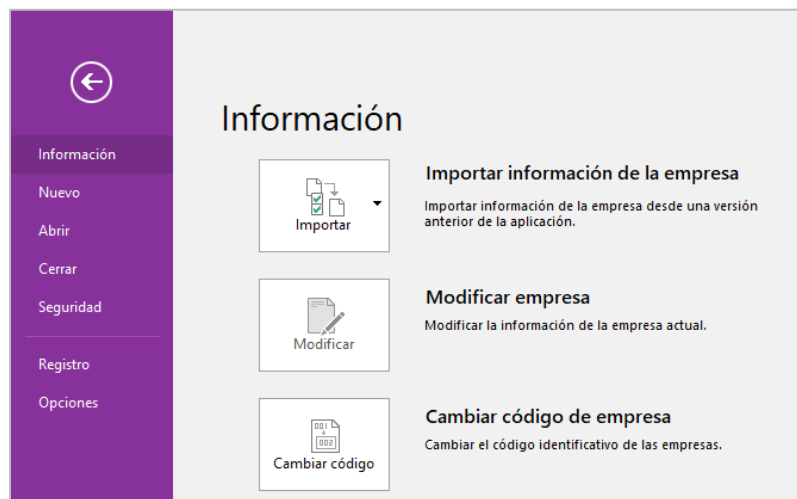 Información
Nuevo
Abrir
Cerrar
Seguridad
Registro
Opciones
Información
Importar
Importar información de la empresa
Importar información de la empresa desde una versión
anterior de la aplicación.
Modificar
Modificar empresa
Modificar la información de la empresa actual.
001
002
Cambiar código
Cambiar código de empresa
Cambiar el código identificativo de las empresas.